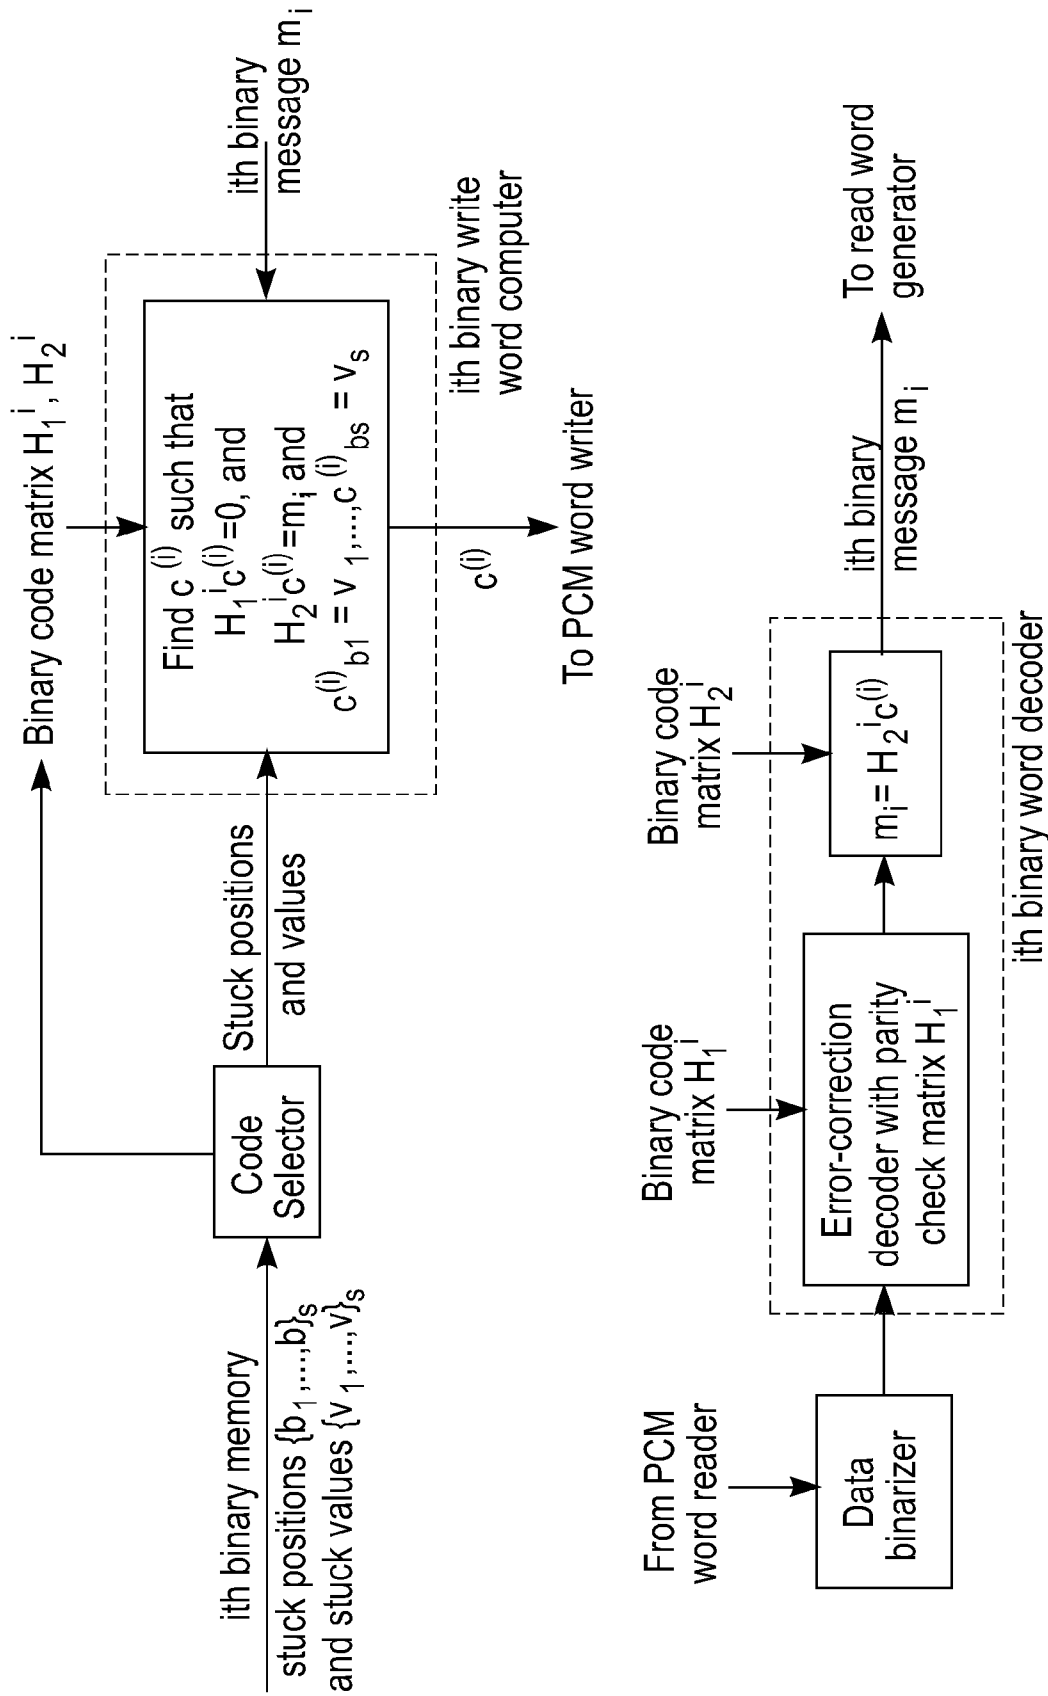 ith binary memory
stuck positions {b₁,...,b}ₛ
and stuck values {v₁,...,v}ₛ
Code
Selector
Stuck positions
and values
Binary code matrix H₁ⁱ, H₂ⁱ
Find c⁽ⁱ⁾ such that
H₁ⁱc⁽ⁱ⁾=0, and
H₂ⁱc⁽ⁱ⁾=mᵢ and
c⁽ⁱ⁾b1 = v₁,...,c⁽ⁱ⁾bs = vₛ
ith binary
message mᵢ
ith binary write
word computer
c⁽ⁱ⁾
To PCM word writer
From PCM
word reader
Data
binarizer
Binary code
matrix H₁ⁱ
Error-correction
decoder with parity
check matrix H₁ⁱ
Binary code
matrix H₂ⁱ
mᵢ = H₂ⁱc⁽ⁱ⁾
ith binary word decoder
ith binary
message mᵢ
To read word
generator